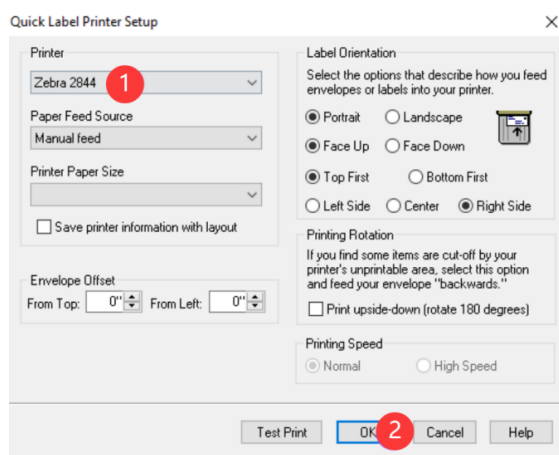 Quick Label Printer Setup
Printer
Zebra 2844
1
Paper Feed Source
Manual feed
Printer Paper Size
Save printer information with layout
Envelope Offset
From Top: 0" From Left: 0"
Label Orientation
Select the options that describe how you feed
envelopes or labels into your printer.
Portrait Landscape
Face Up Face Down
Top First Bottom First
Left Side Center Right Side
Printing Rotation
If you find some items are cut-off by your
printer's unprintable area, select this option
and feed your envelope "backwards."
Print upside-down (rotate 180 degrees)
Printing Speed
Normal High Speed
Test Print OK 2 Cancel Help